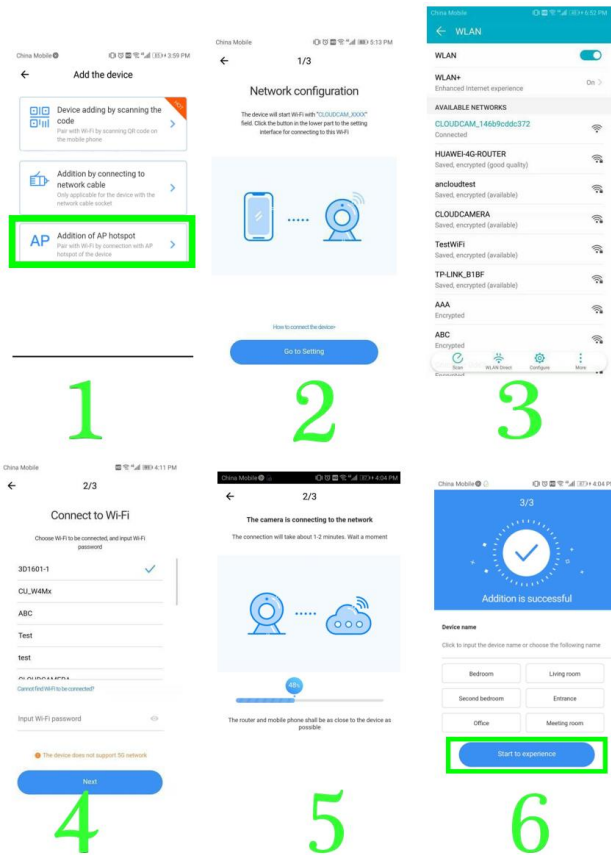 China Mobile 3:59 PM
Add the device
HOT
Device adding by scanning the
code
Pair with Wi-Fi by scanning QR code on
the mobile phone
Addition by connecting to
network cable
Only applicable for the device with the
network cable socket
AP
Addition of AP hotspot
Pair with Wi-Fi by connection with AP
hotspot of the device
1
China Mobile 5:13 PM
1/3
Network configuration
The device will start Wi-Fi with "CLOUDCAM_XXXX"
field. Click the button in the lower part to the setting
interface for connecting to this Wi-Fi
How to connect the device>
Go to Setting
2
China Mobile 6:52 PM
WLAN
WLAN
WLAN+
Enhanced Internet experience
On
AVAILABLE NETWORKS
CLOUDCAM_146b9cddc372
Connected
HUAWEI-4G-ROUTER
Saved, encrypted (good quality)
ancloudtest
Saved, encrypted (available)
CLOUDCAMERA
Saved, encrypted (available)
TestWiFi
Saved, encrypted (available)
TP-LINK_B1BF
Saved, encrypted (available)
AAA
Encrypted
ABC
Encrypted
Scan WLAN Direct Configure More
3
China Mobile 4:11 PM
2/3
Connect to Wi-Fi
Choose Wi-Fi to be connected, and input Wi-Fi
password
3D1601-1
CU_W4Mx
ABC
Test
test
CLOUDCAMERA
Cannot find Wi-Fi to be connected?
Input Wi-Fi password
The device does not support 5G network
Next
4
China Mobile 4:04 PM
2/3
The camera is connecting to the network
The connection will take about 1-2 minutes. Wait a moment
The router and mobile phone shall be as close to the device as
possible
5
China Mobile 4:04 PM
3/3
Addition is successful
Device name
Click to input the device name or choose the following name
Bedroom
Living room
Second bedroom
Entrance
Office
Meeting room
Start to experience
6